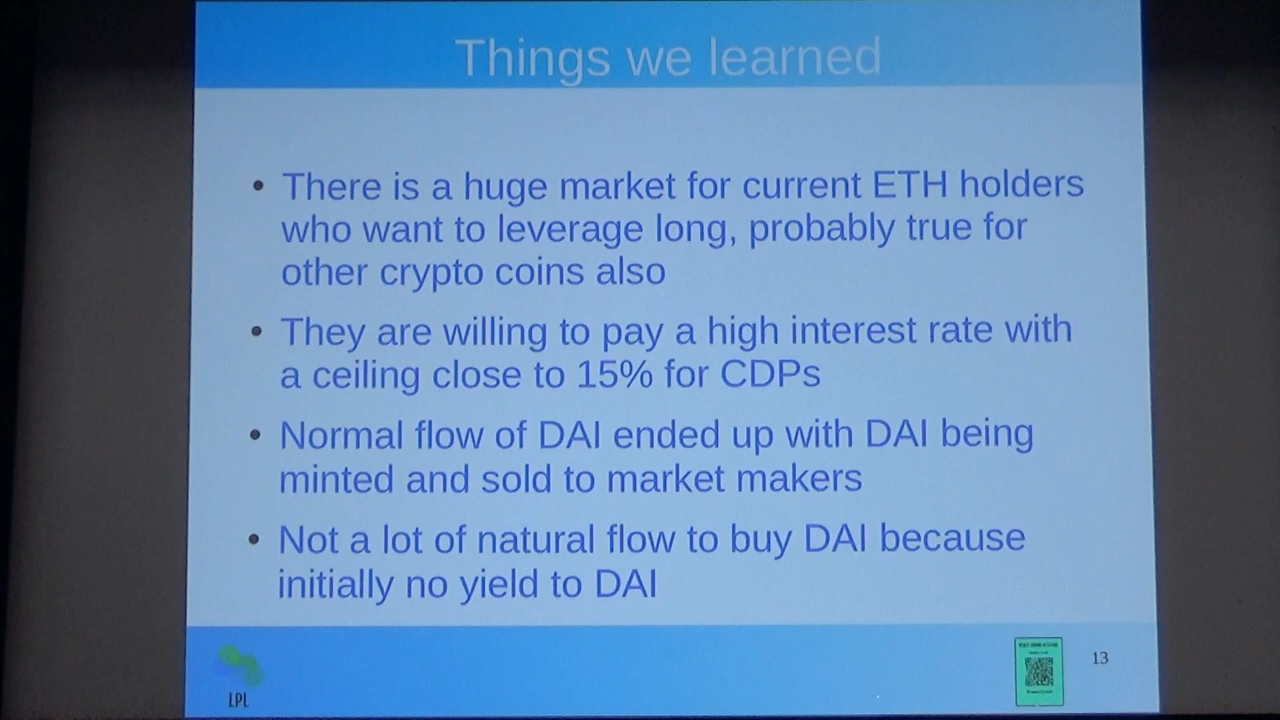 Things we learned
• There is a huge market for current ETH holders
who want to leverage long, probably true for
other crypto coins also
• They are willing to pay a high interest rate with
a ceiling close to 15% for CDPs
• Normal flow of DAI ended up with DAI being
minted and sold to market makers
• Not a lot of natural flow to buy DAI because
initially no yield to DAI
LPL
13